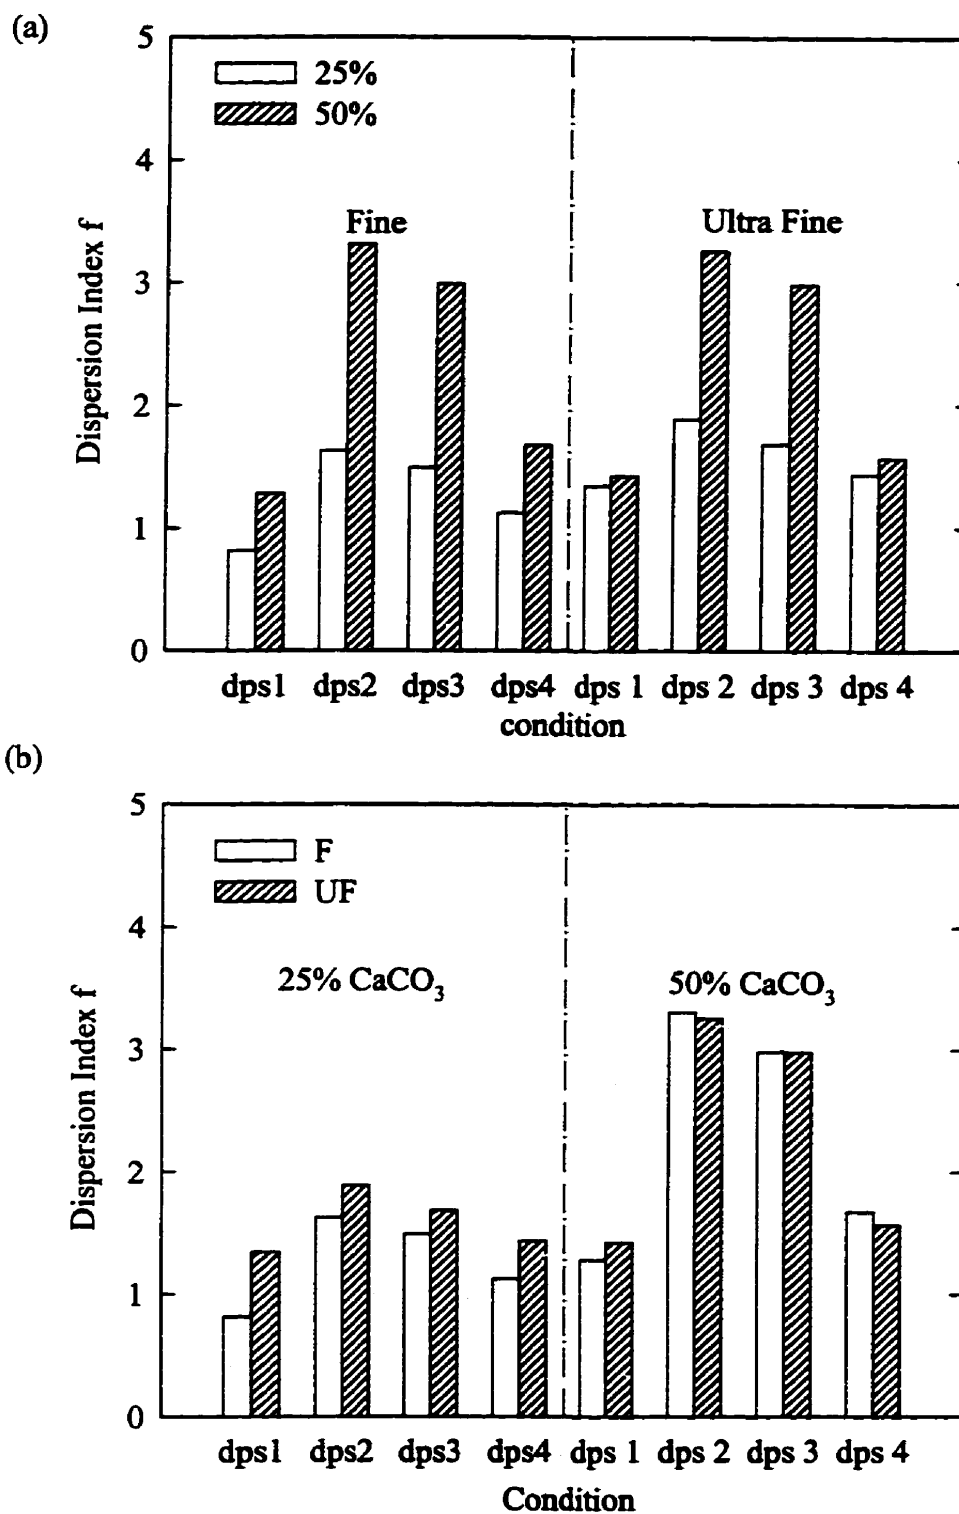 (a)
5
25%
50%
4
Fine
Ultra Fine
3
2
1
0
Dispersion Index f
dps1 dps2 dps3 dps4 dps 1 dps 2 dps 3 dps 4
condition
(b)
5
F
UF
4
25% CaCO₃
50% CaCO₃
3
2
1
0
Dispersion Index f
dps1 dps2 dps3 dps4 dps 1 dps 2 dps 3 dps 4
Condition